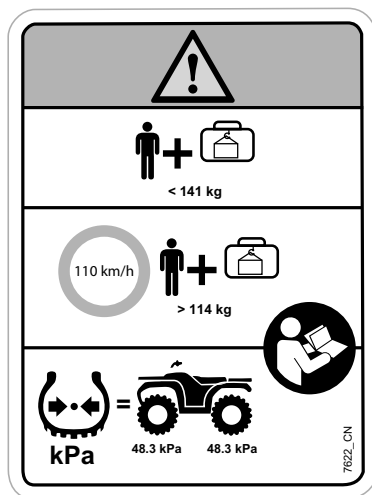 < 141 kg
110 km/h
> 114 kg
=
kPa
48.3 kPa 48.3 kPa
7622_CN